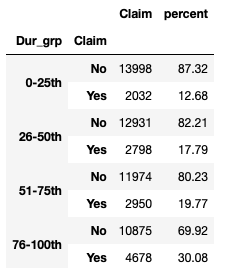 Claim percent
Dur_grp Claim
0-25th No 13998 87.32
Yes 2032 12.68
26-50th No 12931 82.21
Yes 2798 17.79
51-75th No 11974 80.23
Yes 2950 19.77
76-100th No 10875 69.92
Yes 4678 30.08